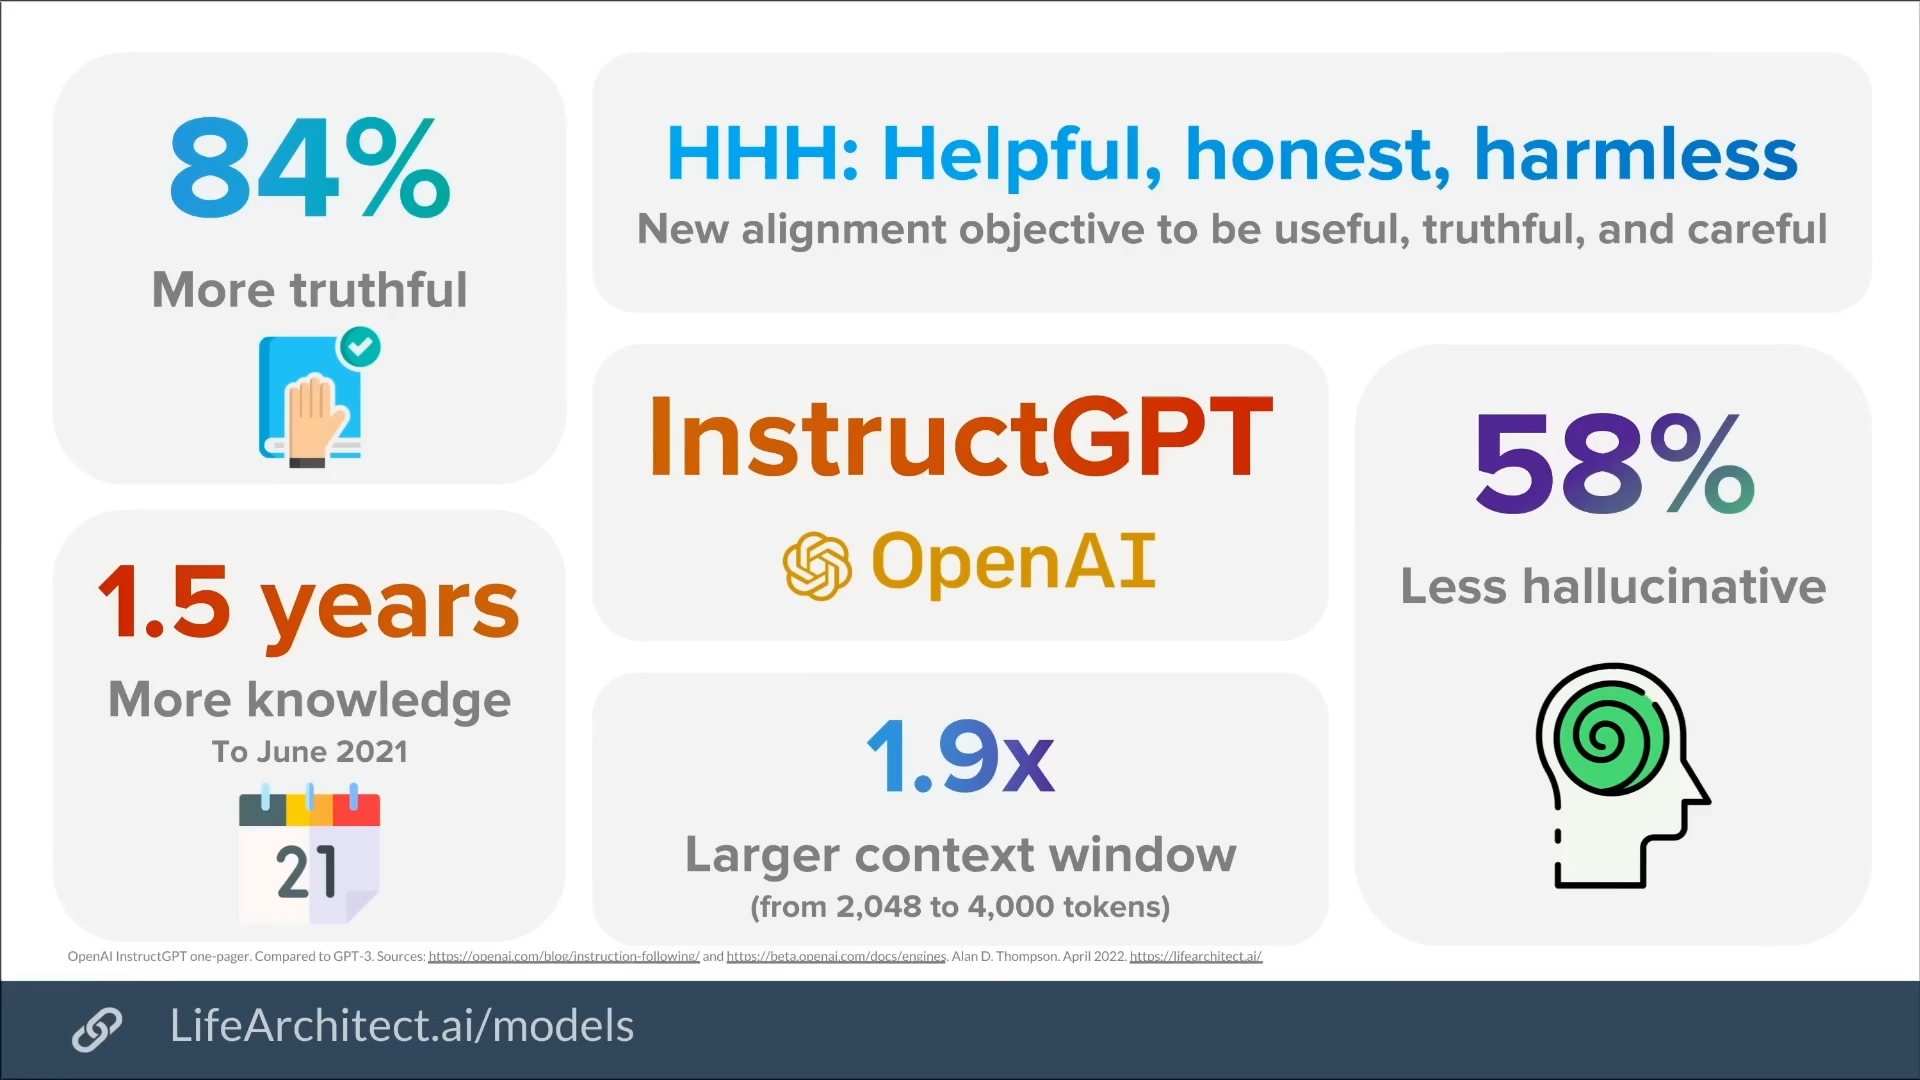 84%
More truthful
HHH: Helpful, honest, harmless
New alignment objective to be useful, truthful, and careful
InstructGPT
OpenAI
58%
Less hallucinative
1.5 years
More knowledge
To June 2021
21
1.9x
Larger context window
(from 2,048 to 4,000 tokens)
OpenAI InstructGPT one-pager. Compared to GPT-3. Sources: https://openai.com/blog/instruction-following/ and https://beta.openai.com/docs/engines. Alan D. Thompson. April 2022. https://lifearchitect.ai/
LifeArchitect.ai/models